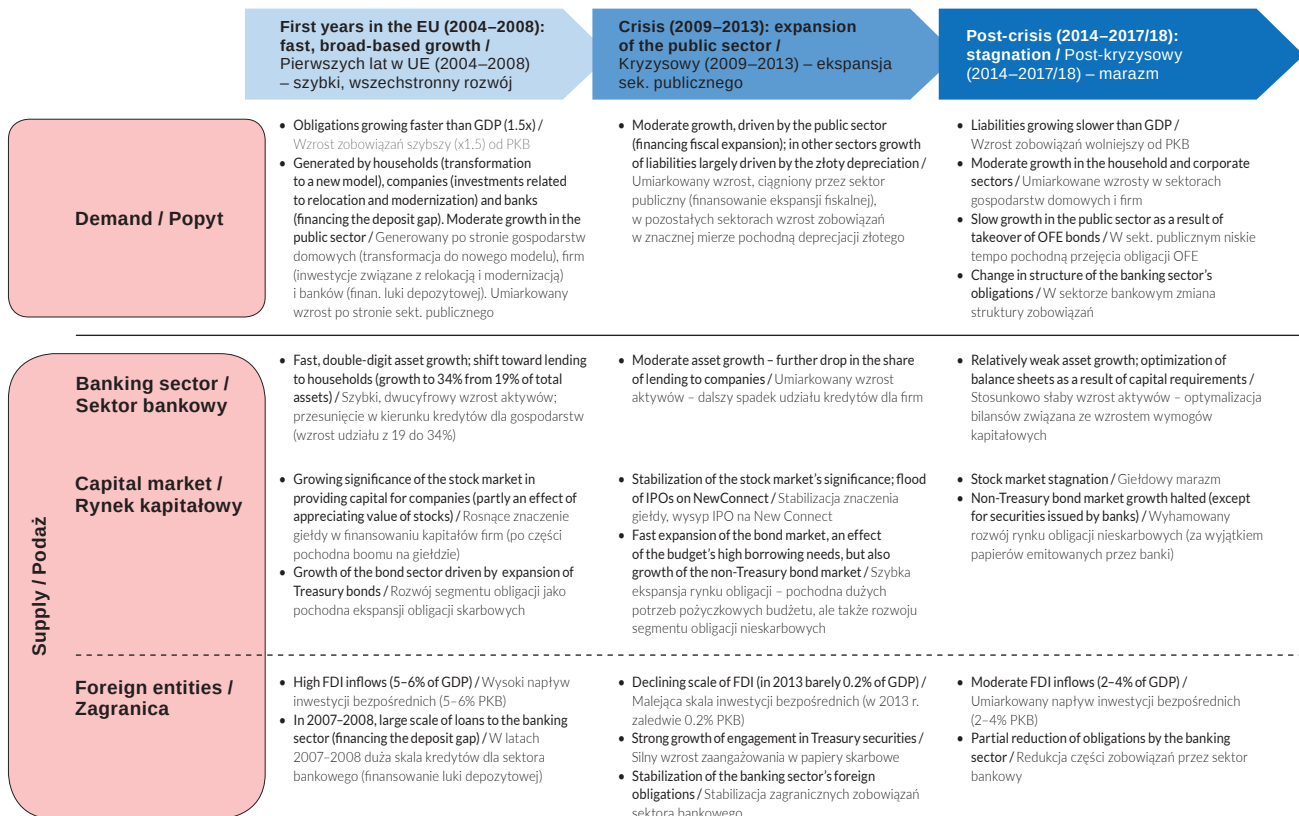 First years in the EU (2004–2008):
fast, broad-based growth /
Pierwszych lat w UE (2004–2008)
– szybki, wszechstronny rozwój
Crisis (2009–2013): expansion
of the public sector /
Kryzysowy (2009–2013) – ekspansja
sek. publicznego
Post-crisis (2014–2017/18):
stagnation / Post-kryzysowy
(2014–2017/18) – marazm
Demand / Popyt
• Obligations growing faster than GDP (1.5x) /
Wzrost zobowiązań szybszy (x1.5) od PKB
• Generated by households (transformation
to a new model), companies (investments related
to relocation and modernization) and banks
(financing the deposit gap). Moderate growth in the
public sector / Generowany po stronie gospodarstw
domowych (transformacja do nowego modelu), firm
(inwestycje związane z relokacją i modernizacją)
i banków (finan. luki depozytowej). Umiarkowany
wzrost po stronie sekt. publicznego
• Moderate growth, driven by the public sector
(financing fiscal expansion); in other sectors growth
of liabilities largely driven by the złoty depreciation /
Umiarkowany wzrost, ciągniony przez sektor
publiczny (finansowanie ekspansji fiskalnej),
w pozostałych sektorach wzrost zobowiązań
w znacznej mierze pochodną deprecjacji złotego
• Liabilities growing slower than GDP /
Wzrost zobowiązań wolniejszy od PKB
• Moderate growth in the household and corporate
sectors / Umiarkowane wzrosty w sektorach
gospodarstw domowych i firm
• Slow growth in the public sector as a result of
takeover of OFE bonds / W sekt. publicznym niskie
tempo pochodną przejęcia obligacji OFE
• Change in structure of the banking sector's
obligations / W sektorze bankowym zmiana
struktury zobowiązań
Supply / Podaż
Banking sector /
Sektor bankowy
• Fast, double-digit asset growth; shift toward lending
to households (growth to 34% from 19% of total
assets) / Szybki, dwucyfrowy wzrost aktywów;
przesunięcie w kierunku kredytów dla gospodarstw
(wzrost udziału z 19 do 34%)
• Moderate asset growth – further drop in the share
of lending to companies / Umiarkowany wzrost
aktywów – dalszy spadek udziału kredytów dla firm
• Relatively weak asset growth; optimization of
balance sheets as a result of capital requirements /
Stosunkowo słaby wzrost aktywów – optymalizacja
bilansów związana ze wzrostem wymogów
kapitałowych
Capital market /
Rynek kapitałowy
• Growing significance of the stock market in
providing capital for companies (partly an effect of
appreciating value of stocks) / Rosnące znaczenie
giełdy w finansowaniu kapitałów firm (po części
pochodna boomu na giełdzie)
• Growth of the bond sector driven by expansion of
Treasury bonds / Rozwój segmentu obligacji jako
pochodna ekspansji obligacji skarbowych
• Stabilization of the stock market's significance; flood
of IPOs on NewConnect / Stabilizacja znaczenia
giełdy, wysyp IPO na New Connect
• Fast expansion of the bond market, an effect
of the budget's high borrowing needs, but also
growth of the non-Treasury bond market / Szybka
ekspansja rynku obligacji – pochodna dużych
potrzeb pożyczkowych budżetu, ale także rozwoju
segmentu obligacji nieskarbowych
• Stock market stagnation / Giełdowy marazm
• Non-Treasury bond market growth halted (except
for securities issued by banks) / Wyhamowany
rozwój rynku obligacji nieskarbowych (za wyjątkiem
papierów emitowanych przez banki)
Foreign entities /
Zagranica
• High FDI inflows (5–6% of GDP) / Wysoki napływ
inwestycji bezpośrednich (5–6% PKB)
• In 2007–2008, large scale of loans to the banking
sector (financing the deposit gap) / W latach
2007–2008 duża skala kredytów dla sektora
bankowego (finansowanie luki depozytowej)
• Declining scale of FDI (in 2013 barely 0.2% of GDP) /
Malejąca skala inwestycji bezpośrednich (w 2013 r.
zaledwie 0.2% PKB)
• Strong growth of engagement in Treasury securities /
Silny wzrost zaangażowania w papiery skarbowe
• Stabilization of the banking sector's foreign
obligations / Stabilizacja zagranicznych zobowiązań
sektora bankowego
• Moderate FDI inflows (2–4% of GDP) /
Umiarkowany napływ inwestycji bezpośrednich
(2–4% PKB)
• Partial reduction of obligations by the banking
sector / Redukcja części zobowiązań przez sektor
bankowy